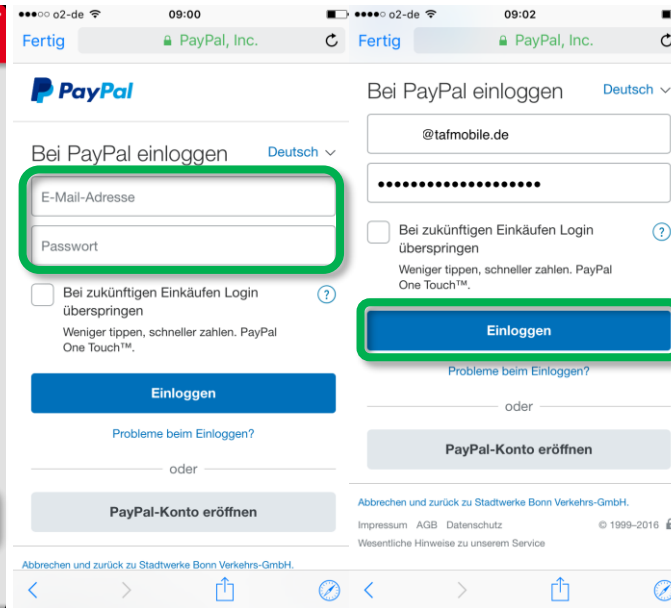 o2-de 09:00
Fertig PayPal, Inc.
PayPal
Bei PayPal einloggen Deutsch
E-Mail-Adresse
Passwort
Bei zukünftigen Einkäufen Login ?
überspringen
Weniger tippen, schneller zahlen. PayPal
One Touch™.
Einloggen
Probleme beim Einloggen?
oder
PayPal-Konto eröffnen
Abbrechen und zurück zu Stadtwerke Bonn Verkehrs-GmbH.
o2-de 09:02
Fertig PayPal, Inc.
Bei PayPal einloggen Deutsch
@tafmobile.de
Bei zukünftigen Einkäufen Login ?
überspringen
Weniger tippen, schneller zahlen. PayPal
One Touch™.
Einloggen
Probleme beim Einloggen?
oder
PayPal-Konto eröffnen
Abbrechen und zurück zu Stadtwerke Bonn Verkehrs-GmbH.
Impressum AGB Datenschutz © 1999–2016
Wesentliche Hinweise zu unserem Service